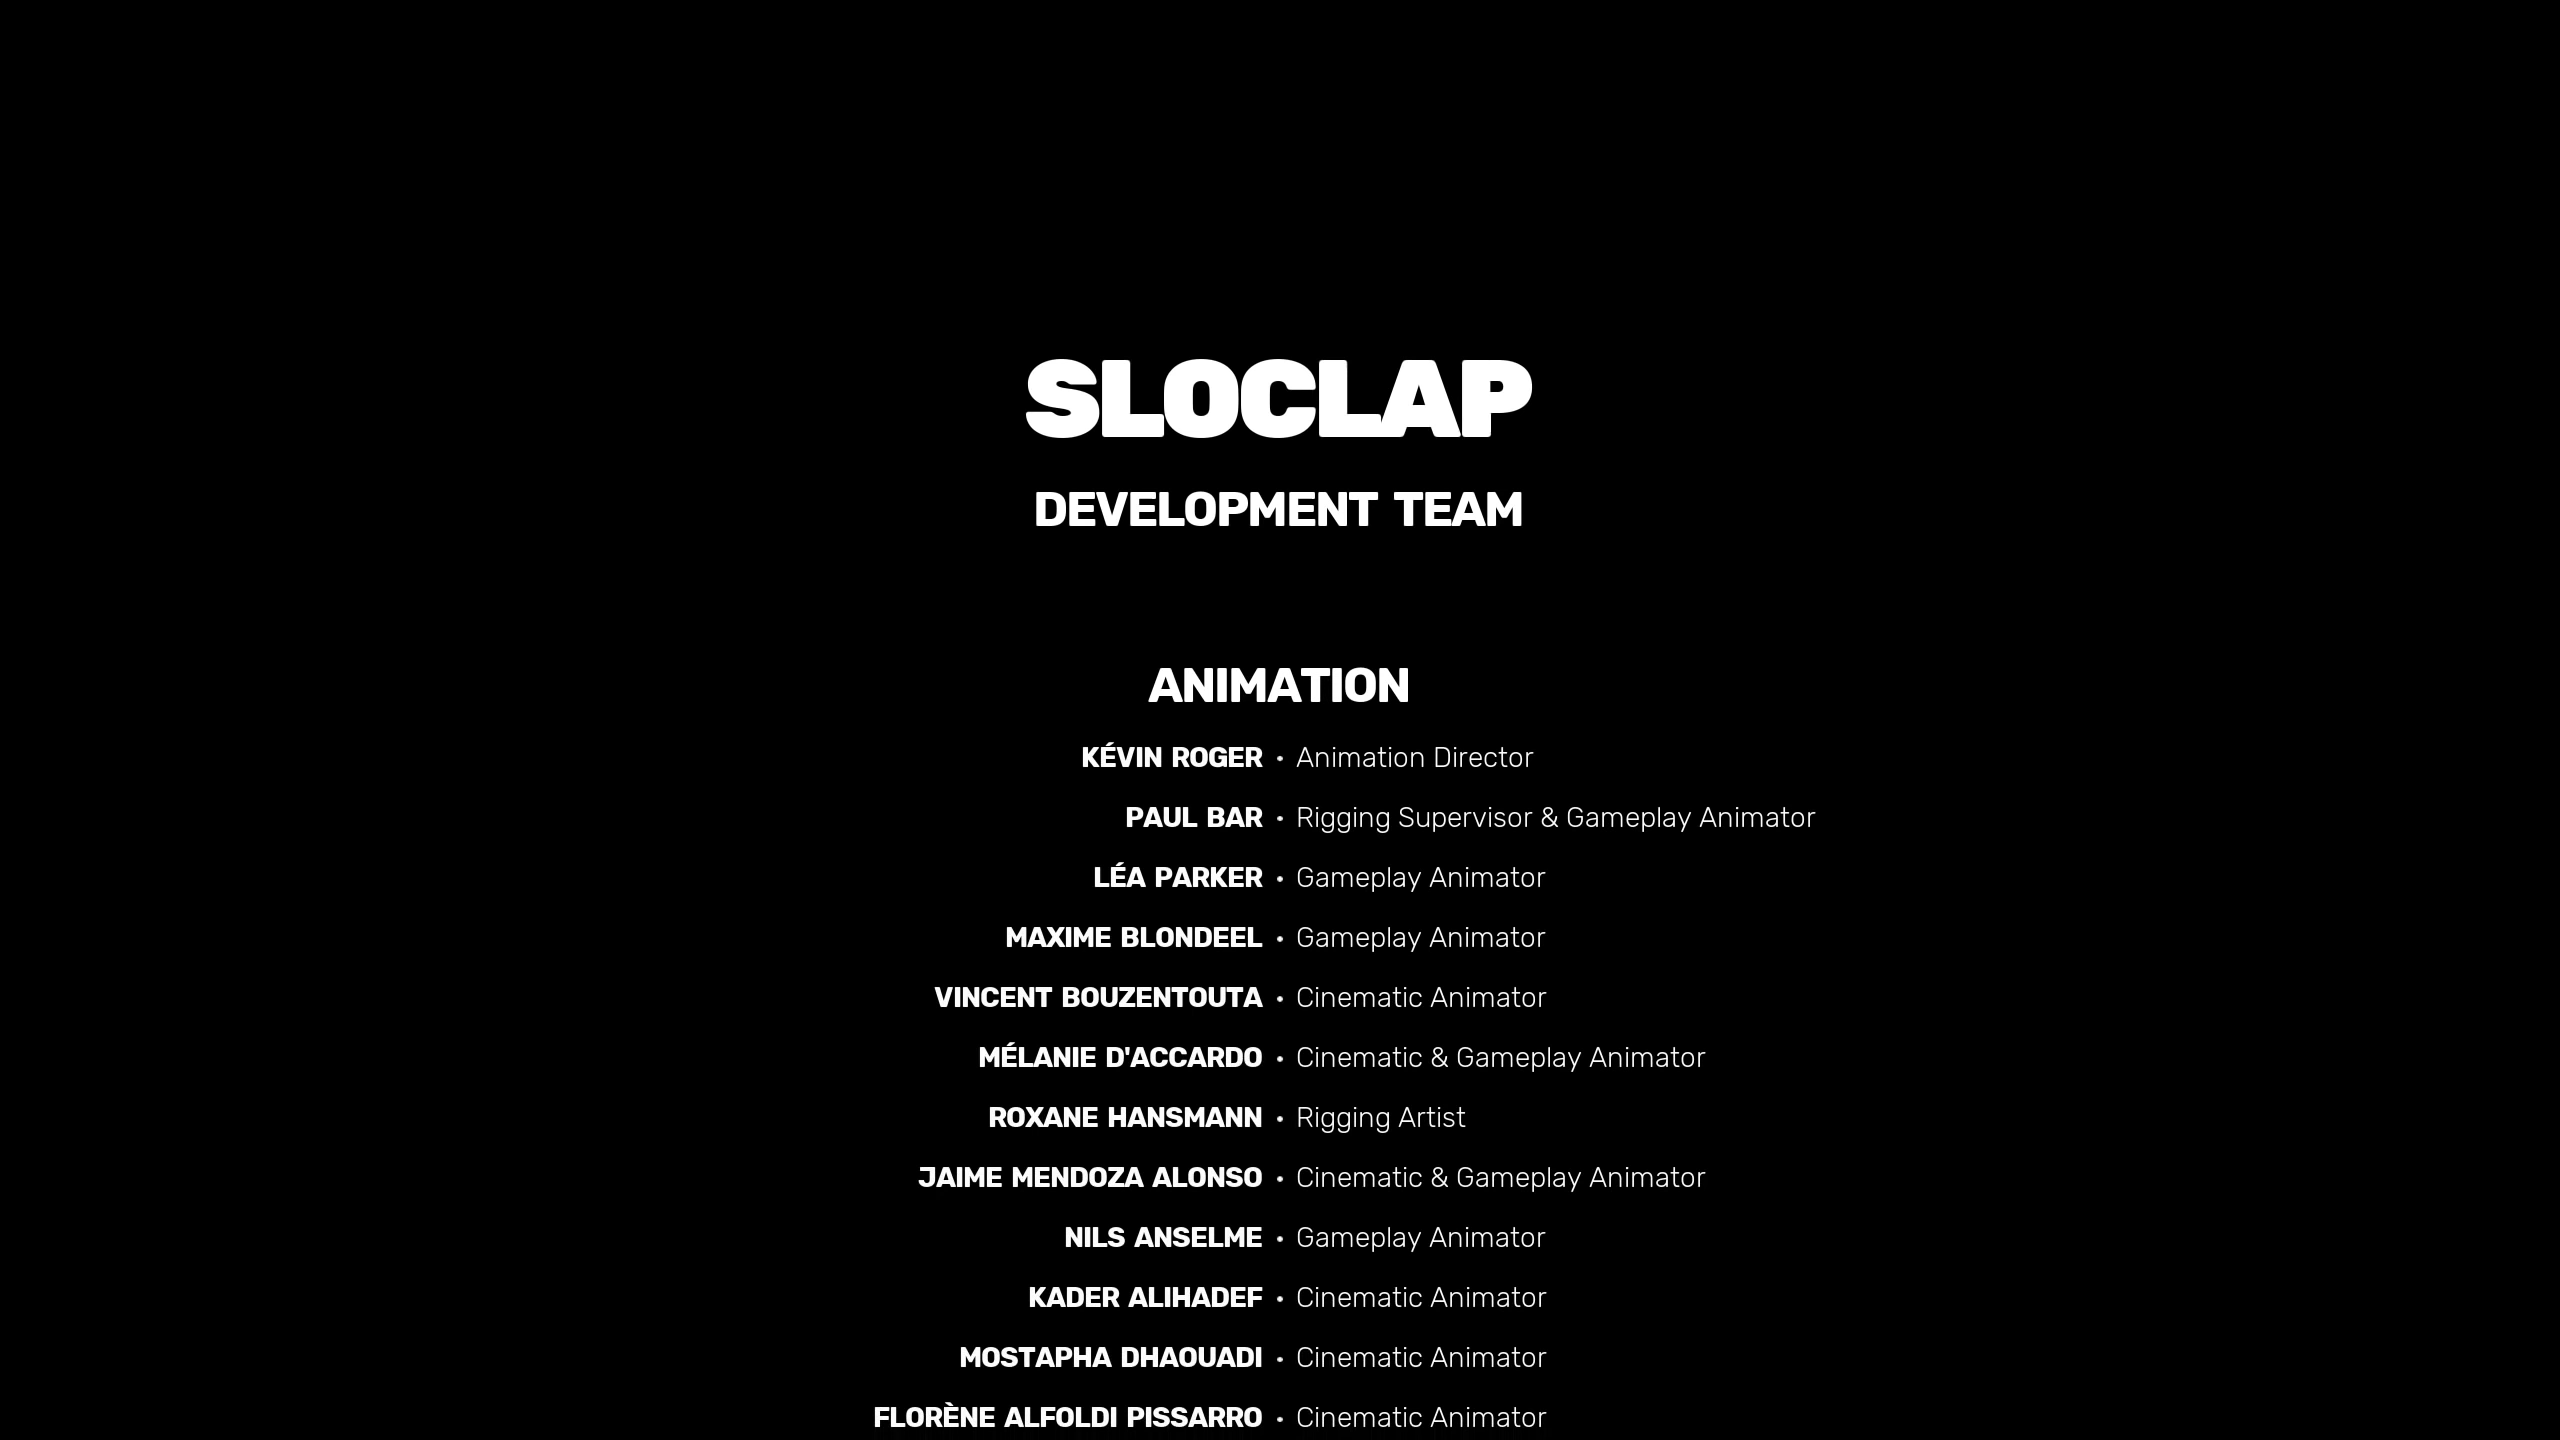 SLOCLAP
DEVELOPMENT TEAM
ANIMATION
KÉVIN ROGER • Animation Director
PAUL BAR • Rigging Supervisor & Gameplay Animator
LÉA PARKER • Gameplay Animator
MAXIME BLONDEEL • Gameplay Animator
VINCENT BOUZENTOUTA • Cinematic Animator
MÉLANIE D'ACCARDO • Cinematic & Gameplay Animator
ROXANE HANSMANN • Rigging Artist
JAIME MENDOZA ALONSO • Cinematic & Gameplay Animator
NILS ANSELME • Gameplay Animator
KADER ALIHADEF • Cinematic Animator
MOSTAPHA DHAOUADI • Cinematic Animator
FLORÈNE ALFOLDI PISSARRO • Cinematic Animator